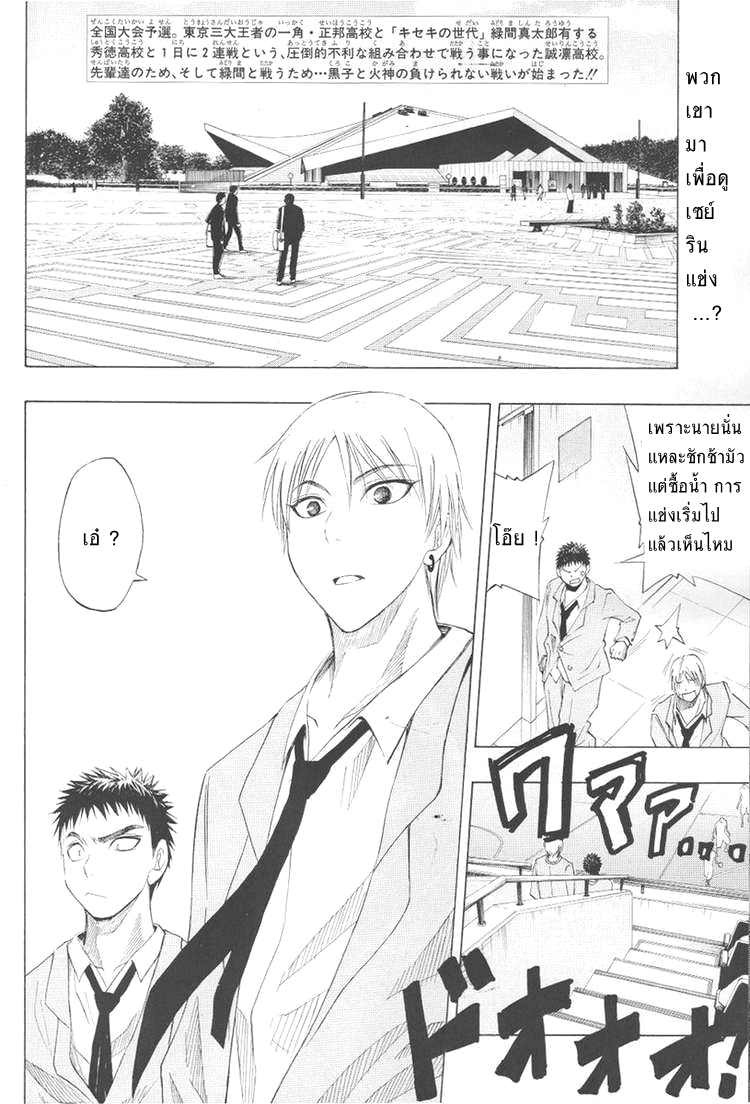 全国大会予選。東京三大王者の一角・正邦高校と「キセキの世代」緑間真太郎有する
秀徳高校と1日に2連戦という、圧倒的不利な組み合わせで戦う事になった誠凛高校。
先輩達のため、そして緑間と戦うため…黒子と火神の負けられない戦いが始まった!!
พวก
เขา
มา
เพื่อดู
เซย์
ริน
แข่ง
...?
เพราะนายนั่น
แหละชักช้ามัว
แต่ซื้อน้ำ การ
แข่งเริ่มไป
แล้วเห็นไหม
โอ๊ย !
เอ๋ ?
ワァァ...
ドオオオ!